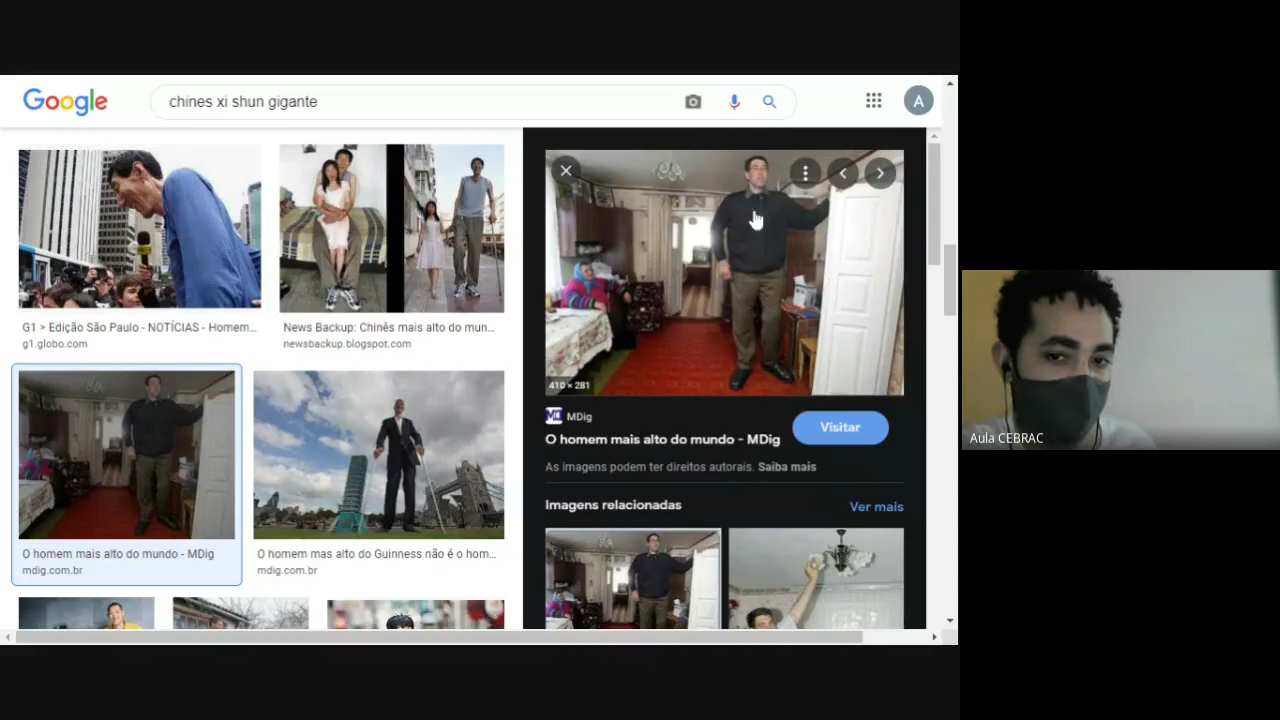 Google
chines xi shun gigante
A
G1 > Edição São Paulo - NOTÍCIAS - Homem...
g1.globo.com
News Backup: Chinês mais alto do mun...
newsbackup.blogspot.com
O homem mais alto do mundo - MDig
mdig.com.br
O homem mas alto do Guinness não é o hom...
mdig.com.br
410 × 281
MDig
O homem mais alto do mundo - MDig
Visitar
As imagens podem ter direitos autorais. Saiba mais
Imagens relacionadas
Ver mais
Aula CEBRAC